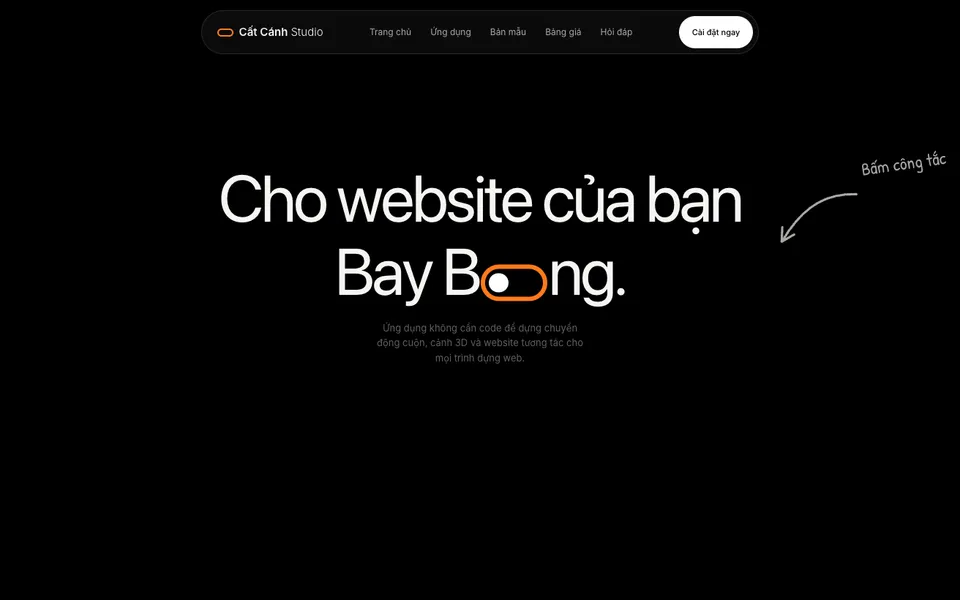 Cất Cánh Studio
Trang chủ
Ứng dụng
Bản mẫu
Bảng giá
Hỏi đáp
Cài đặt ngay
Bấm công tắc
Cho website của bạn
Bay Bng.
Ứng dụng không cần code để dựng chuyển
động cuộn, cảnh 3D và website tương tác cho
mọi trình dựng web.